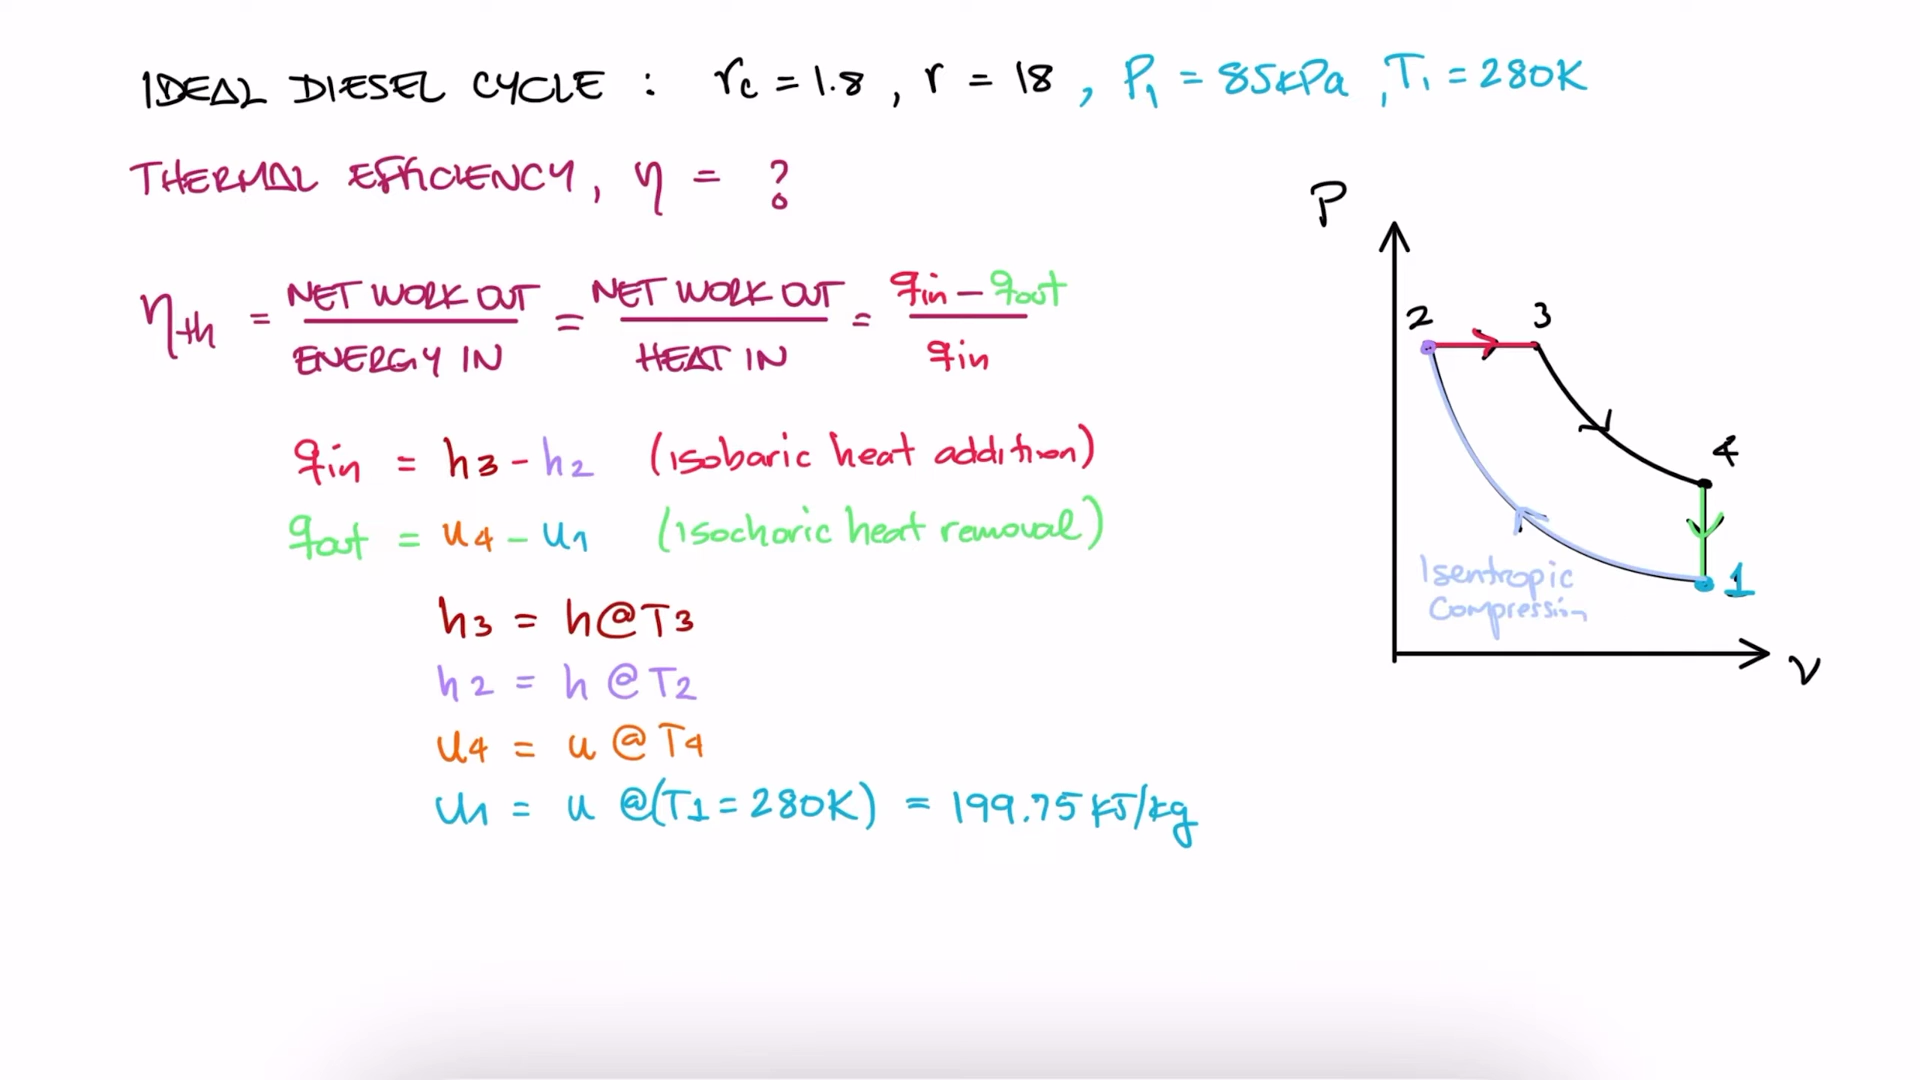 IDEAL DIESEL CYCLE : rc = 1.8 , r = 18 , P1 = 85kPa , T1 = 280K
THERMAL EFFICIENCY, η = ?
ηth = NET WORK OUT / ENERGY IN = NET WORK OUT / HEAT IN = qin - qout / qin
qin = h3 - h2 (isobaric heat addition)
qout = u4 - u1 (isochoric heat removal)
h3 = h@T3
h2 = h @T2
u4 = u @T4
u1 = u @(T1 = 280K) = 199.75 kJ/kg
P
2
3
4
1
Isentropic
Compression
v